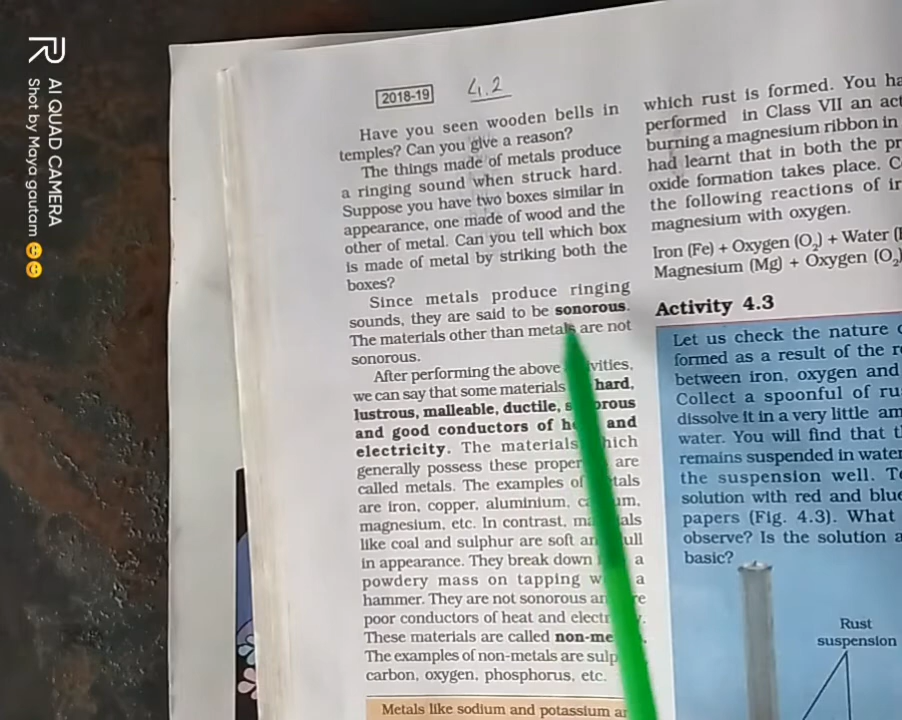 AI QUAD CAMERA
Shot by Maya gautam 😊😊
2018-19
4.2
Have you seen wooden bells in
temples? Can you give a reason?
The things made of metals produce
a ringing sound when struck hard.
Suppose you have two boxes similar in
appearance, one made of wood and the
other of metal. Can you tell which box
is made of metal by striking both the
boxes?
Since metals produce ringing
sounds, they are said to be sonorous.
The materials other than metals are not
sonorous.
After performing the above
we can say that some materials hard,
lustrous, malleable, ductile,
and good conductors of and
electricity. The materials
generally possess these are
called metals. The examples of
are iron, copper, aluminium,
magnesium, etc. In contrast,
like coal and sulphur are soft
in appearance. They break down a
powdery mass on tapping a
hammer. They are not sonorous
poor conductors of heat and
These materials are called
The examples of non-metals are
carbon, oxygen, phosphorus, etc.
Metals like sodium and potassium
which rust is formed. You
performed in Class VII an
burning a magnesium ribbon in
had learnt that in both the
oxide formation takes place.
the following reactions of
magnesium with oxygen.
Iron (Fe) + Oxygen (O₂) + Water
Magnesium (Mg) + Oxygen (O₂)
Activity 4.3
Let us check the nature
formed as a result of the
between iron, oxygen and
Collect a spoonful of
dissolve it in a very little
water. You will find that
remains suspended in water
the suspension well.
solution with red and
papers (Fig. 4.3). What
observe? Is the solution
basic?
Rust
suspension